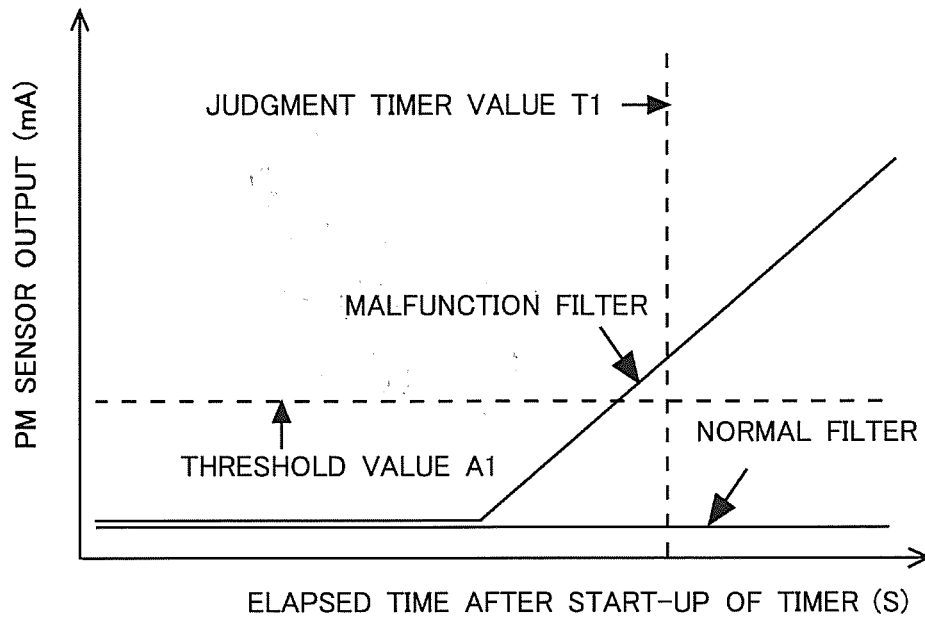 PM SENSOR OUTPUT (mA)
JUDGMENT TIMER VALUE T1
MALFUNCTION FILTER
NORMAL FILTER
THRESHOLD VALUE A1
ELAPSED TIME AFTER START-UP OF TIMER (S)